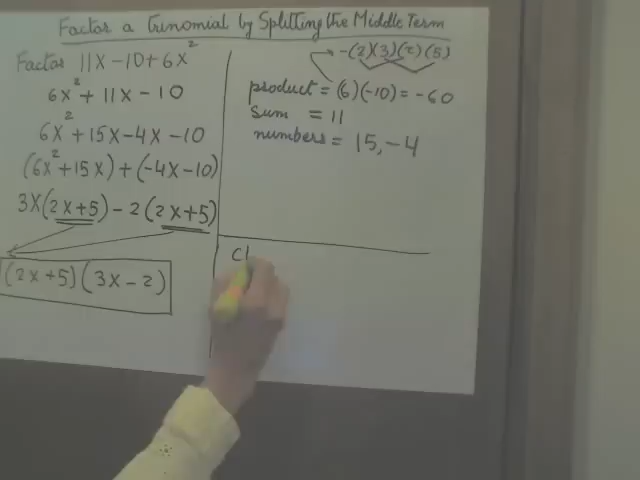 Factor a Trinomial by Splitting the Middle Term
Factor 11x-10+6x²
6x²+11x-10
6x²+15x-4x-10
(6x²+15x)+(-4x-10)
3x(2x+5)-2(2x+5)
(2x+5)(3x-2)
-(2)(3)(2)(5)
product=(6)(-10)=-60
sum =11
numbers=15,-4
Ch